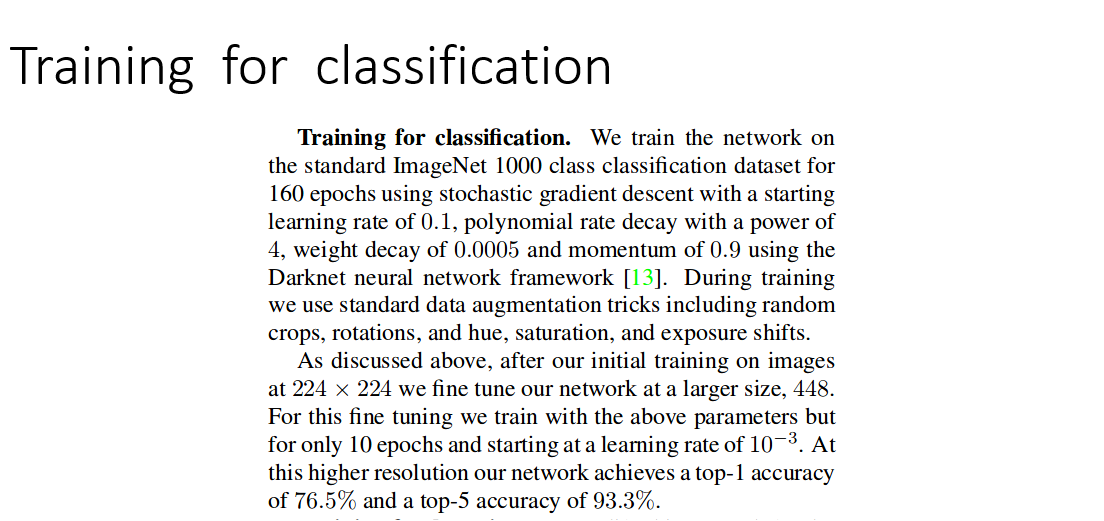 Training for classification
Training for classification. We train the network on
the standard ImageNet 1000 class classification dataset for
160 epochs using stochastic gradient descent with a starting
learning rate of 0.1, polynomial rate decay with a power of
4, weight decay of 0.0005 and momentum of 0.9 using the
Darknet neural network framework [13]. During training
we use standard data augmentation tricks including random
crops, rotations, and hue, saturation, and exposure shifts.
As discussed above, after our initial training on images
at 224 × 224 we fine tune our network at a larger size, 448.
For this fine tuning we train with the above parameters but
for only 10 epochs and starting at a learning rate of 10⁻³. At
this higher resolution our network achieves a top-1 accuracy
of 76.5% and a top-5 accuracy of 93.3%.